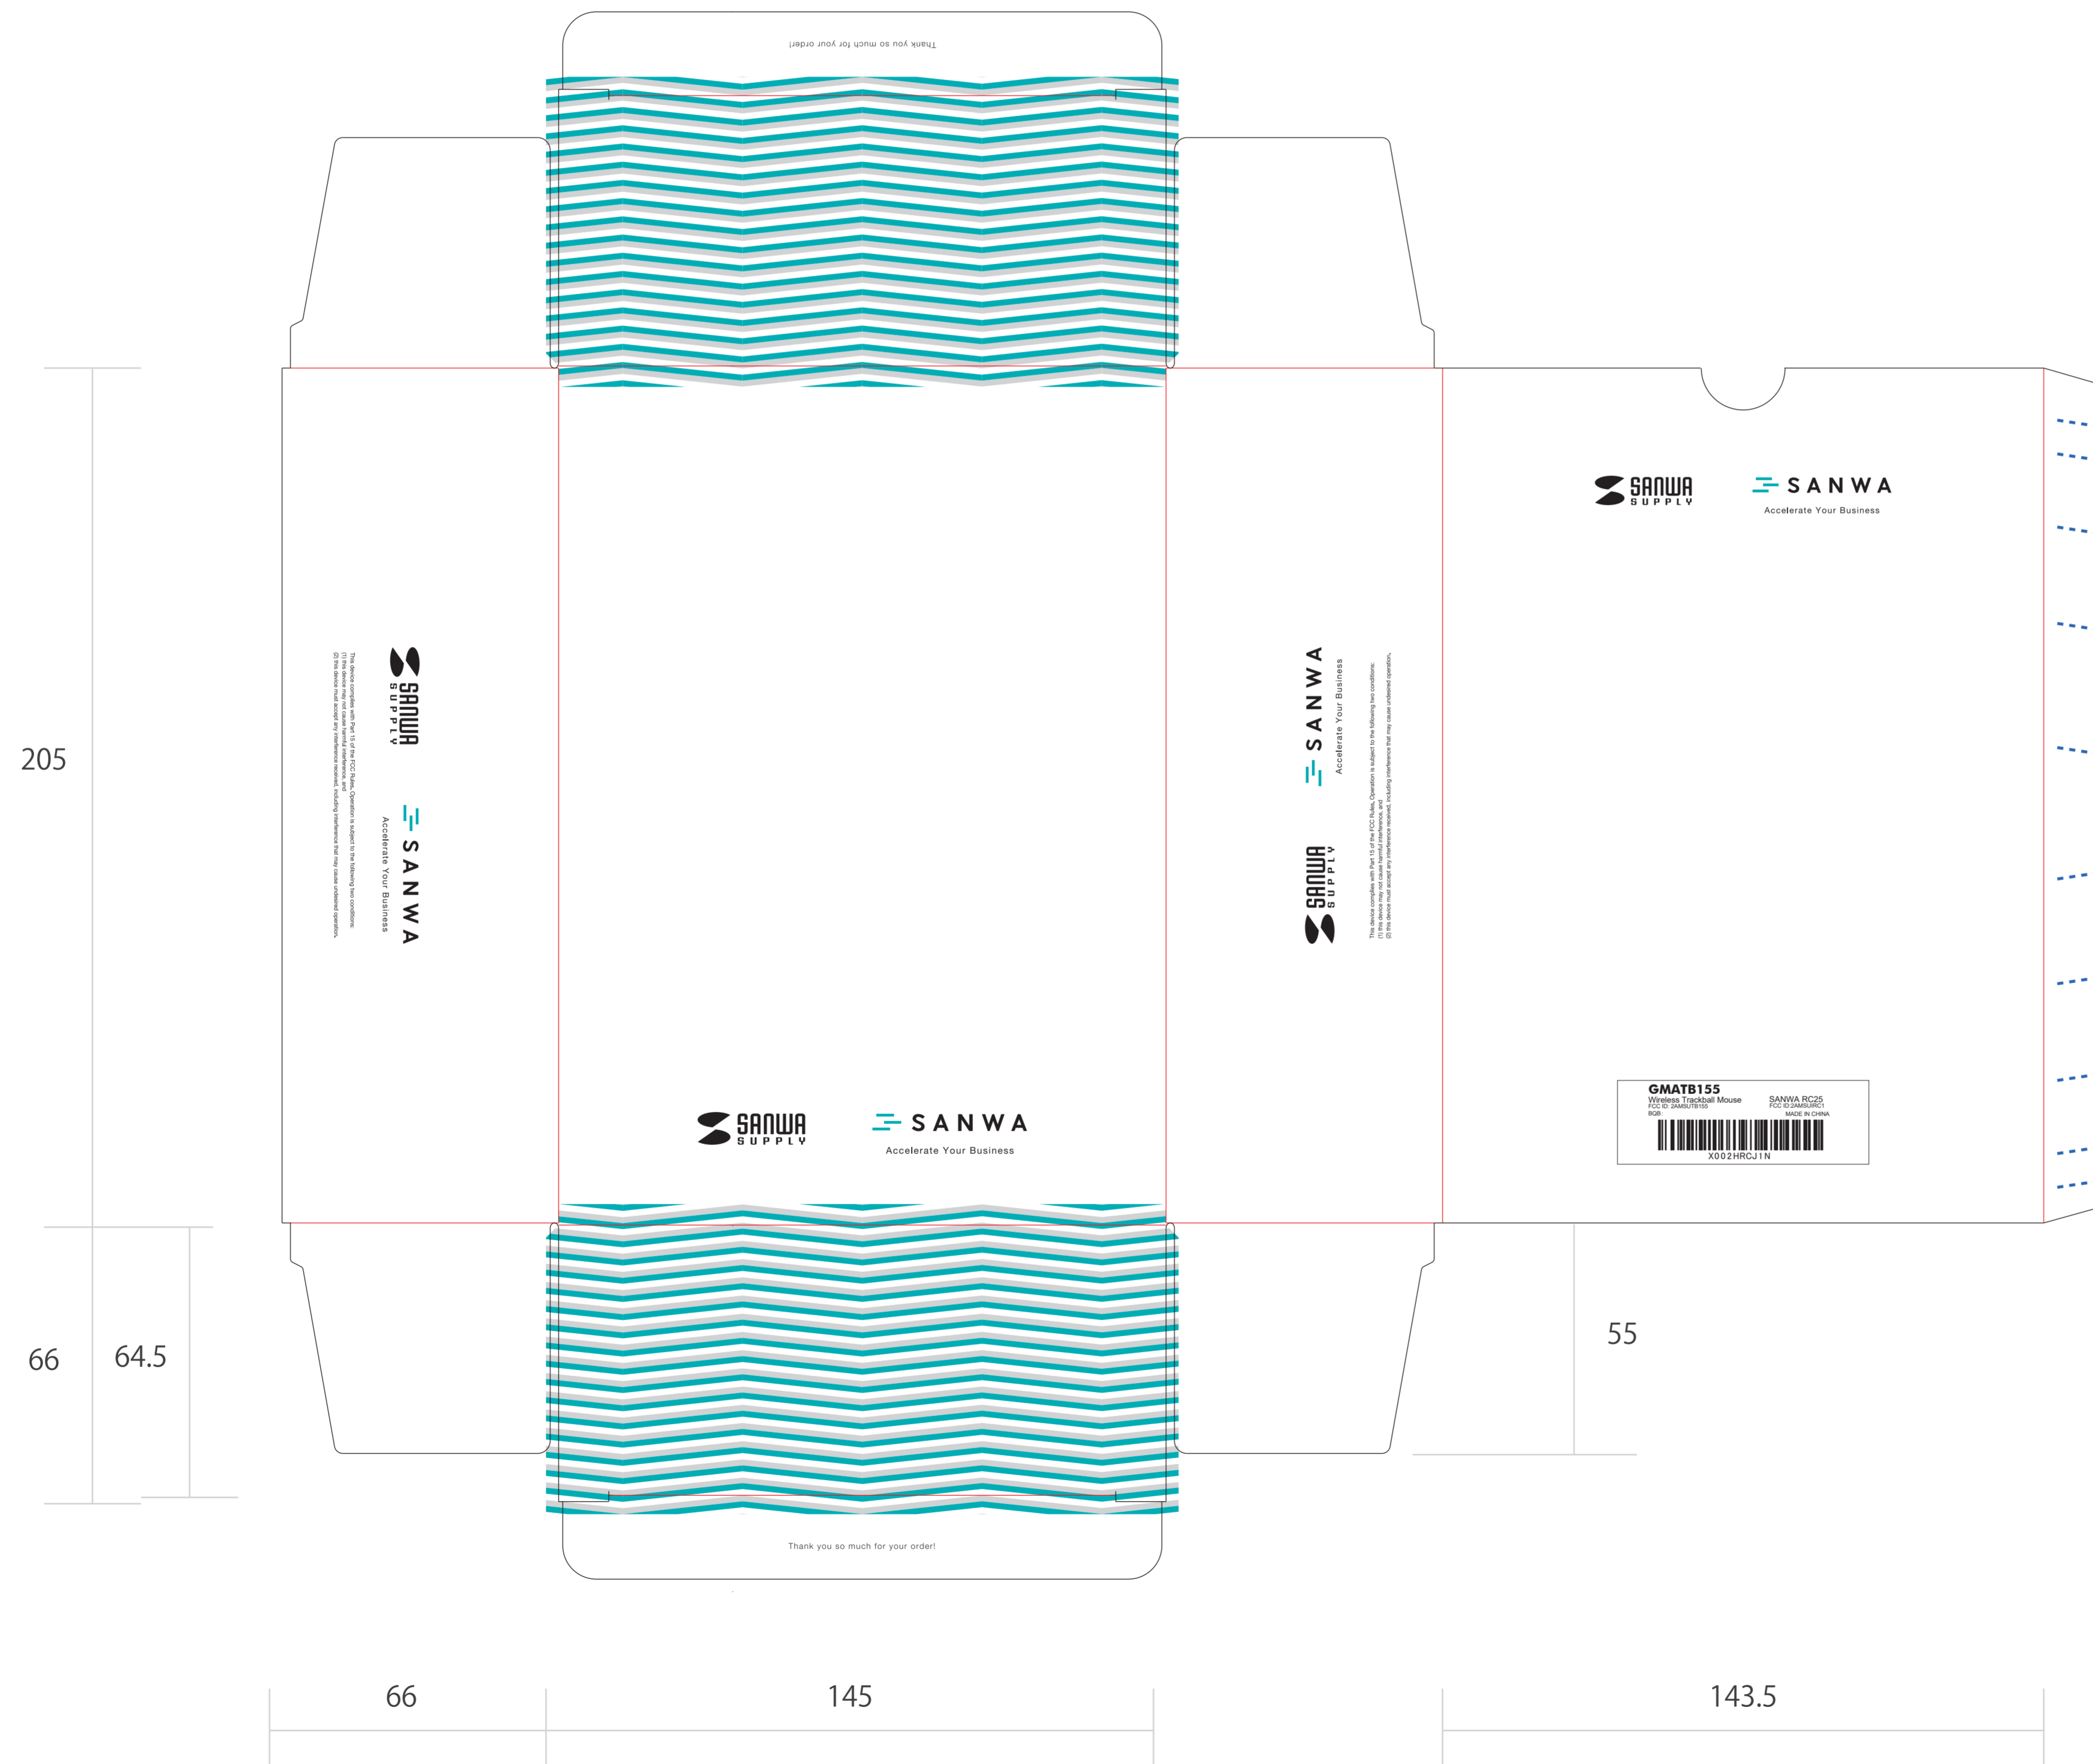 Thank you so much for your order!
SANWA
SUPPLY
SANWA
Accelerate Your Business
205
SANWA
SUPPLY
SANWA
Accelerate Your Business
This device complies with Part 15 of the FCC Rules. Operation is subject to the following two conditions:
(1) this device may not cause harmful interference, and
(2) this device must accept any interference received, including interference that may cause undesired operation.
SANWA
SUPPLY
SANWA
Accelerate Your Business
This device complies with Part 15 of the FCC Rules. Operation is subject to the following two conditions:
(1) this device may not cause harmful interference, and
(2) this device must accept any interference received, including interference that may cause undesired operation.
SANWA
SUPPLY
SANWA
Accelerate Your Business
GMATB155
Wireless Trackball Mouse
FCC ID: 2AMSUTB155
BQB :
SANWA RC25
FCC ID:2AMSUIRC1
MADE IN CHINA
X002HRCJ1N
66
64.5
55
Thank you so much for your order!
66
145
143.5